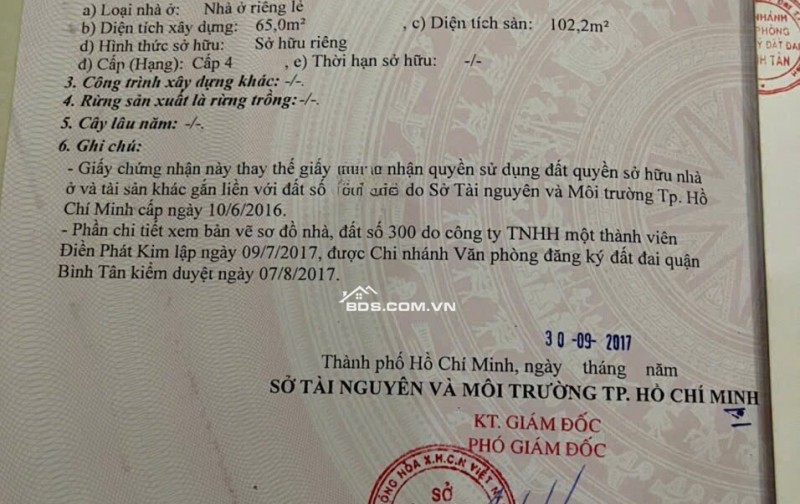 a) Loại nhà ở: Nhà ở riêng lẻ
b) Diện tích xây dựng: 65,0m² , c) Diện tích sàn: 102,2m²
d) Hình thức sở hữu: Sở hữu riêng
đ) Cấp (Hạng): Cấp 4 , e) Thời hạn sở hữu: -/-
3. Công trình xây dựng khác: -/-.
4. Rừng sản xuất là rừng trồng: -/-.
5. Cây lâu năm: -/-.
6. Ghi chú:
- Giấy chứng nhận này thay thế giấy nhận quyền sử dụng đất quyền sở hữu nhà
ở và tài sản khác gắn liền với đất số do Sở Tài nguyên và Môi trường Tp. Hồ
Chí Minh cấp ngày 10/6/2016.
- Phần chi tiết xem bản vẽ sơ đồ nhà, đất số 300 do công ty TNHH một thành viên
Điền Phát Kim lập ngày 09/7/2017, được Chi nhánh Văn phòng đăng ký đất đai quận
Bình Tân kiểm duyệt ngày 07/8/2017.
BDS.COM.VN
30-09-2017
Thành phố Hồ Chí Minh, ngày tháng năm
SỞ TÀI NGUYÊN VÀ MÔI TRƯỜNG TP. HỒ CHÍ MINH
KT. GIÁM ĐỐC
PHÓ GIÁM ĐỐC
HÒA X.H.C.N VIỆT
SỞ